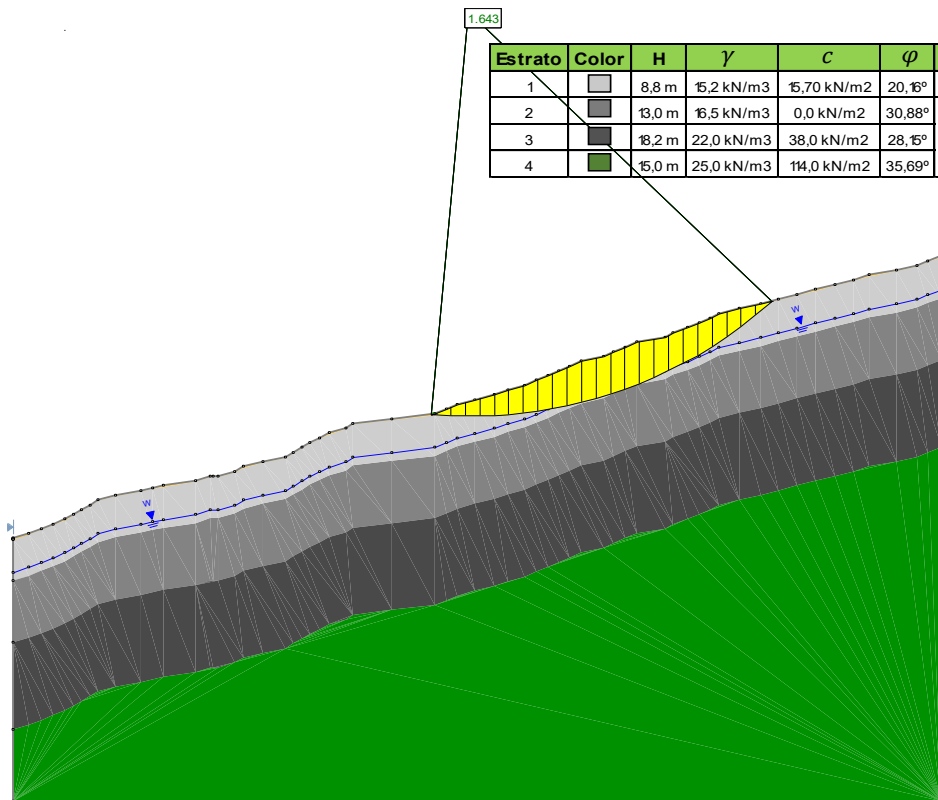 1.643
Estrato Color H γ c φ
1 8,8 m 15,2 kN/m3 15,70 kN/m2 20,16º
2 13,0 m 16,5 kN/m3 0,0 kN/m2 30,88º
3 18,2 m 22,0 kN/m3 38,0 kN/m2 28,15º
4 15,0 m 25,0 kN/m3 114,0 kN/m2 35,69º
W
W